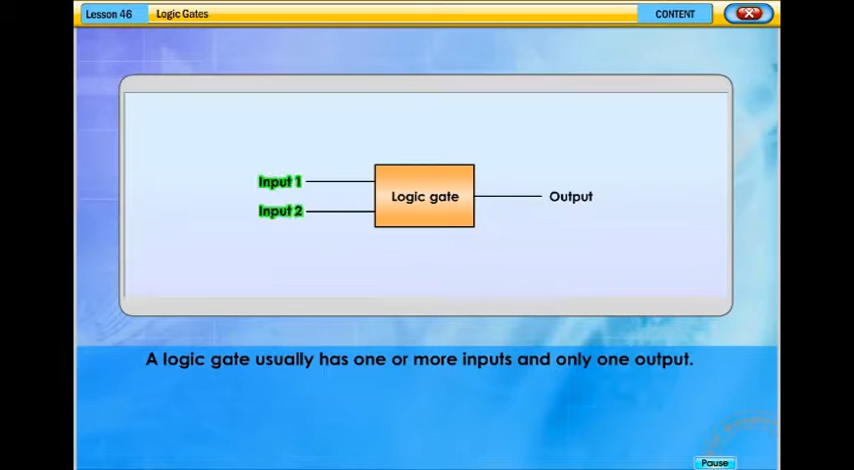 Lesson 46
Logic Gates
CONTENT
Input 1
Input 2
Logic gate
Output
A logic gate usually has one or more inputs and only one output.
Pause